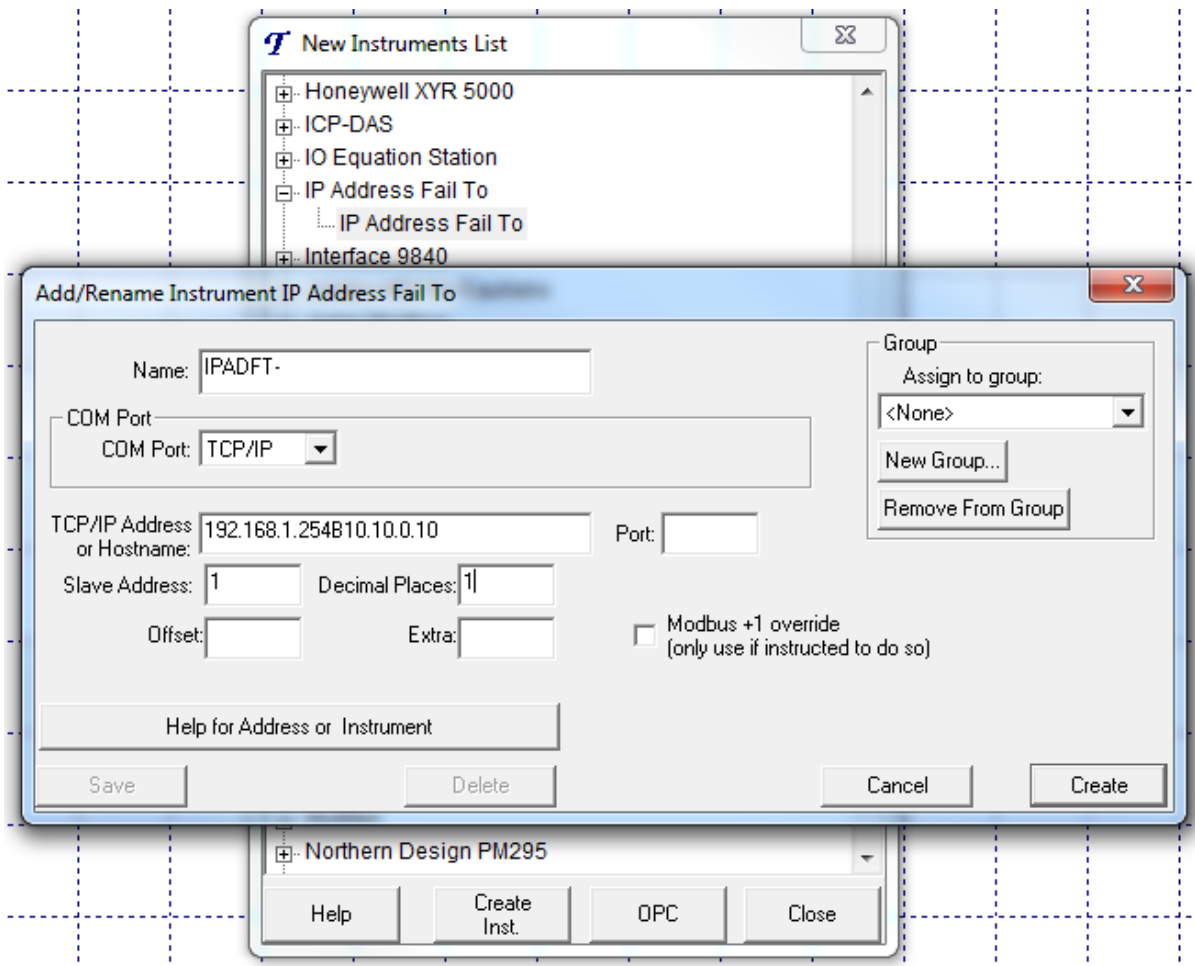 New Instruments List
Honeywell XYR 5000
ICP-DAS
IO Equation Station
IP Address Fail To
IP Address Fail To
Interface 9840
Add/Rename Instrument IP Address Fail To
Name: IPADFT-
COM Port
COM Port: TCP/IP
Group
Assign to group:
<None>
New Group...
Remove From Group
TCP/IP Address
or Hostname: 192.168.1.254B10.10.0.10 Port:
Slave Address: 1 Decimal Places: 1
Offset: Extra:
Modbus +1 override
(only use if instructed to do so)
Help for Address or Instrument
Save Delete Cancel Create
Northern Design PM295
Help
Create
Inst.
OPC
Close